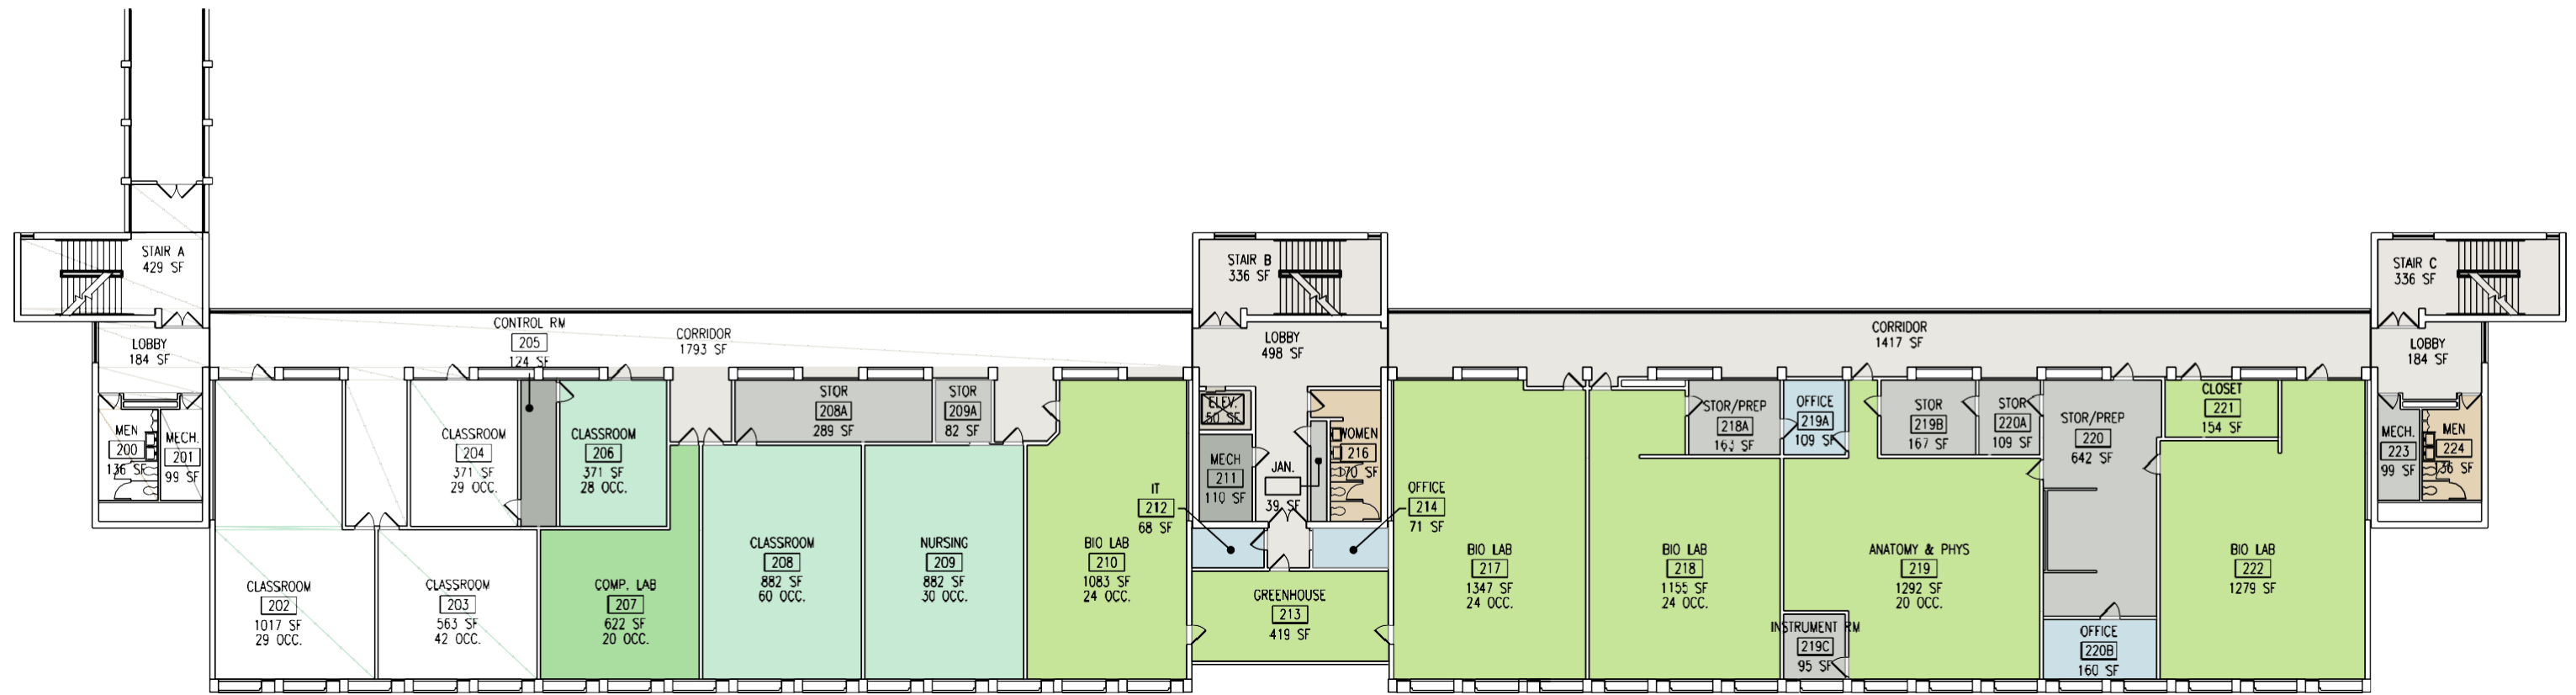 STAIR A
429 SF
LOBBY
184 SF
MEN
200
136 SF
MECH.
201
99 SF
CONTROL RM
205
124 SF
CORRIDOR
1793 SF
CLASSROOM
202
1017 SF
29 OCC.
CLASSROOM
203
563 SF
42 OCC.
CLASSROOM
204
371 SF
29 OCC.
CLASSROOM
206
371 SF
28 OCC.
COMP. LAB
207
622 SF
20 OCC.
STOR
208A
289 SF
CLASSROOM
208
882 SF
60 OCC.
STOR
209A
82 SF
NURSING
209
882 SF
30 OCC.
BIO LAB
210
1083 SF
24 OCC.
STAIR B
336 SF
LOBBY
498 SF
ELEV.
50 SF
MECH
211
110 SF
JAN.
39 SF
WOMEN
216
170 SF
IT
212
68 SF
OFFICE
214
71 SF
GREENHOUSE
213
419 SF
CORRIDOR
1417 SF
BIO LAB
217
1347 SF
24 OCC.
BIO LAB
218
1155 SF
24 OCC.
STOR/PREP
218A
SF
OFFICE
219A
109 SF
STOR
219B
167 SF
STOR
220A
109 SF
STOR/PREP
220
642 SF
ANATOMY & PHYS
219
1292 SF
20 OCC.
INSTRUMENT RM
219C
95 SF
OFFICE
220B
160 SF
CLOSET
221
154 SF
BIO LAB
222
1279 SF
STAIR C
336 SF
LOBBY
184 SF
MECH.
223
99 SF
MEN
224
SF